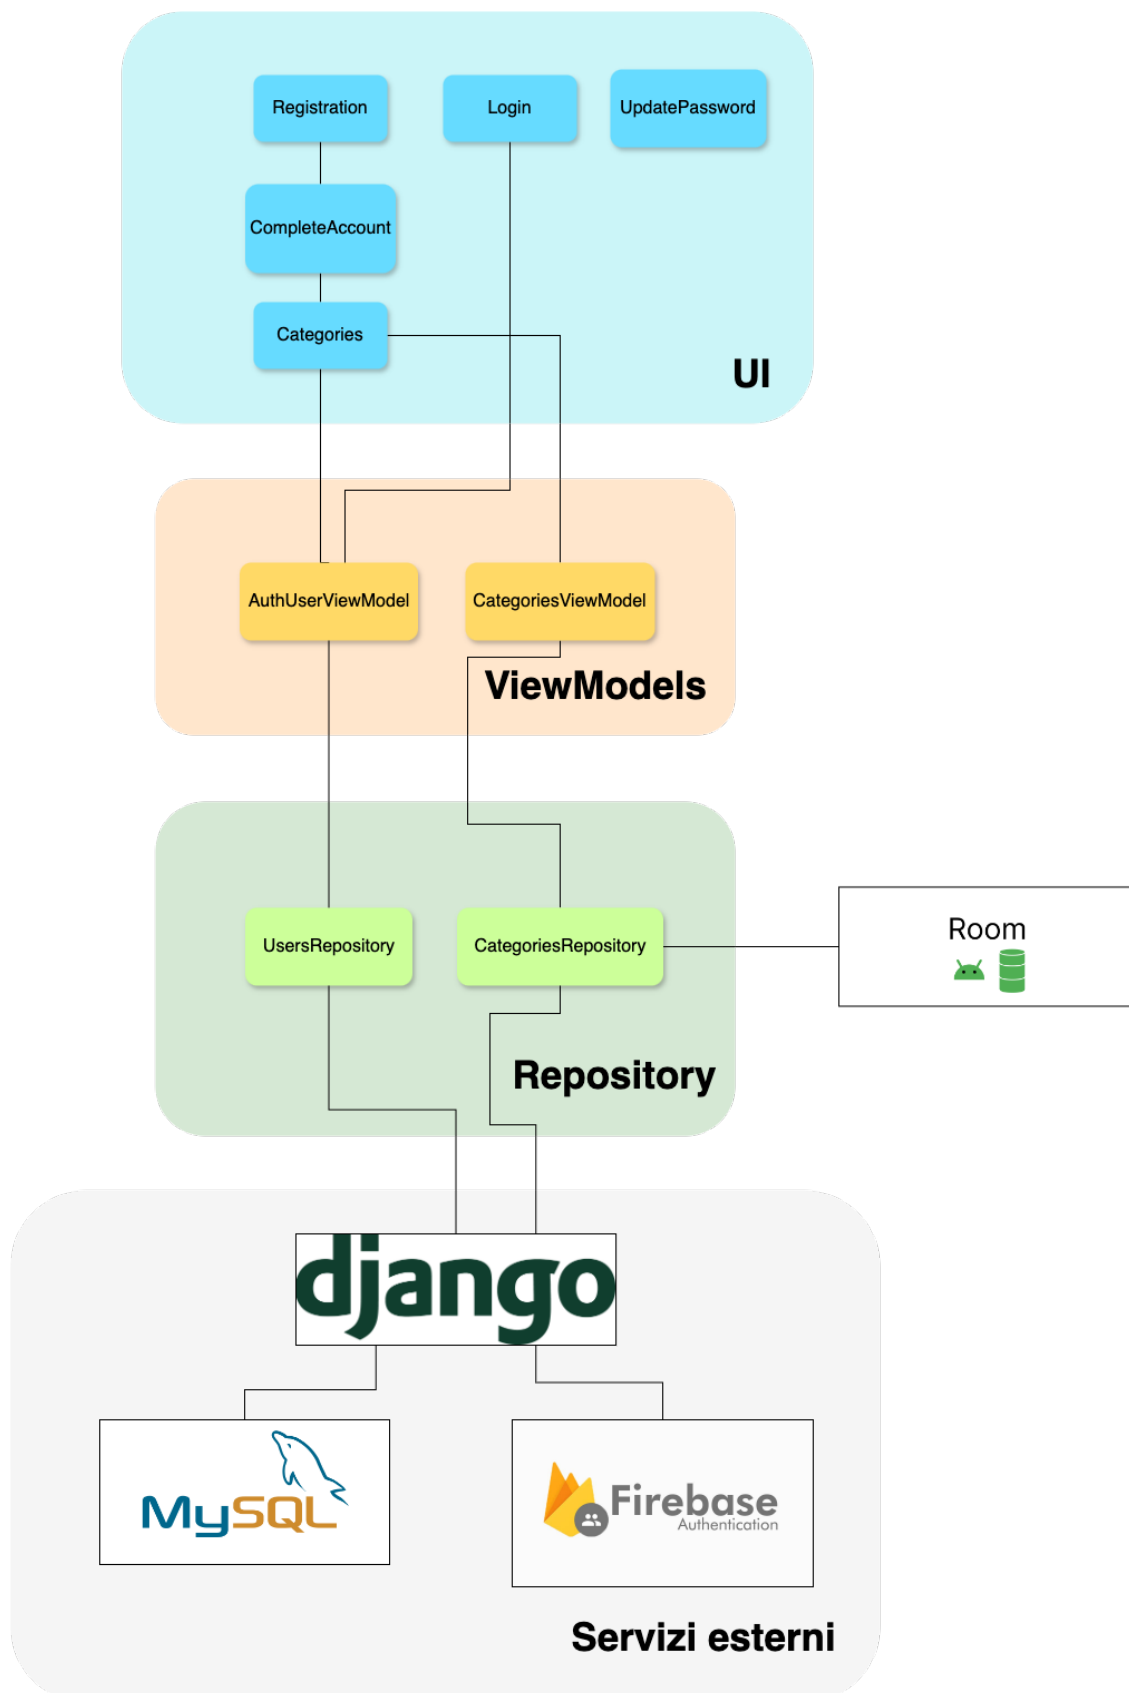 Registration
Login
UpdatePassword
CompleteAccount
Categories
UI
AuthUserViewModel
CategoriesViewModel
ViewModels
UsersRepository
CategoriesRepository
Room
Repository
django
MySQL
Firebase
Authentication
Servizi esterni